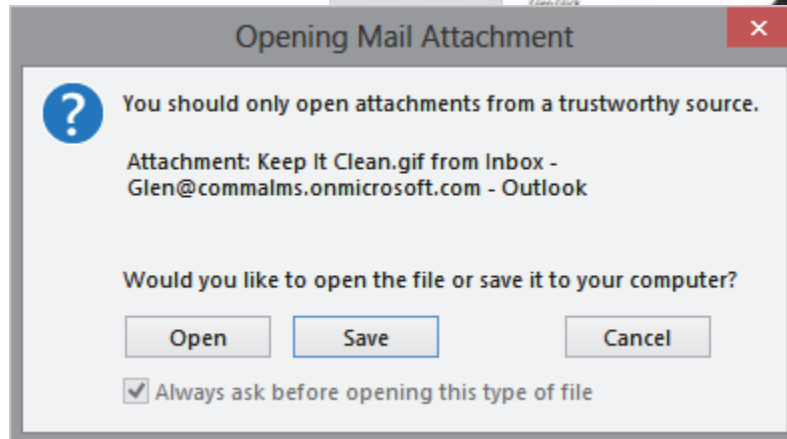 Opening Mail Attachment
You should only open attachments from a trustworthy source.
Attachment: Keep It Clean.gif from Inbox -
Glen@commalms.onmicrosoft.com - Outlook
Would you like to open the file or save it to your computer?
Open Save Cancel
Always ask before opening this type of file